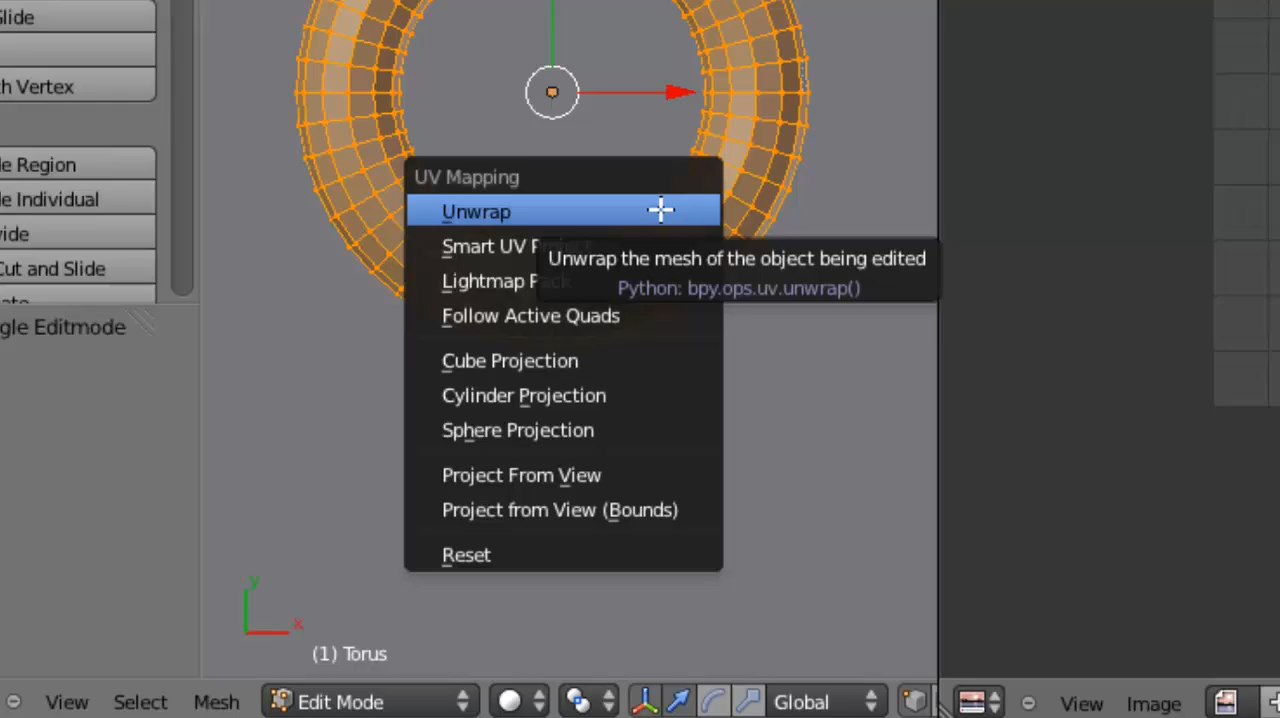 Slide
h Vertex
e Region
e Individual
vide
Cut and Slide
gle Editmode
UV Mapping
Unwrap
Smart UV Project
Lightmap Pack
Follow Active Quads
Cube Projection
Cylinder Projection
Sphere Projection
Project From View
Project from View (Bounds)
Reset
Unwrap the mesh of the object being edited
Python: bpy.ops.uv.unwrap()
y
x
(1) Torus
View Select Mesh Edit Mode Global View Image